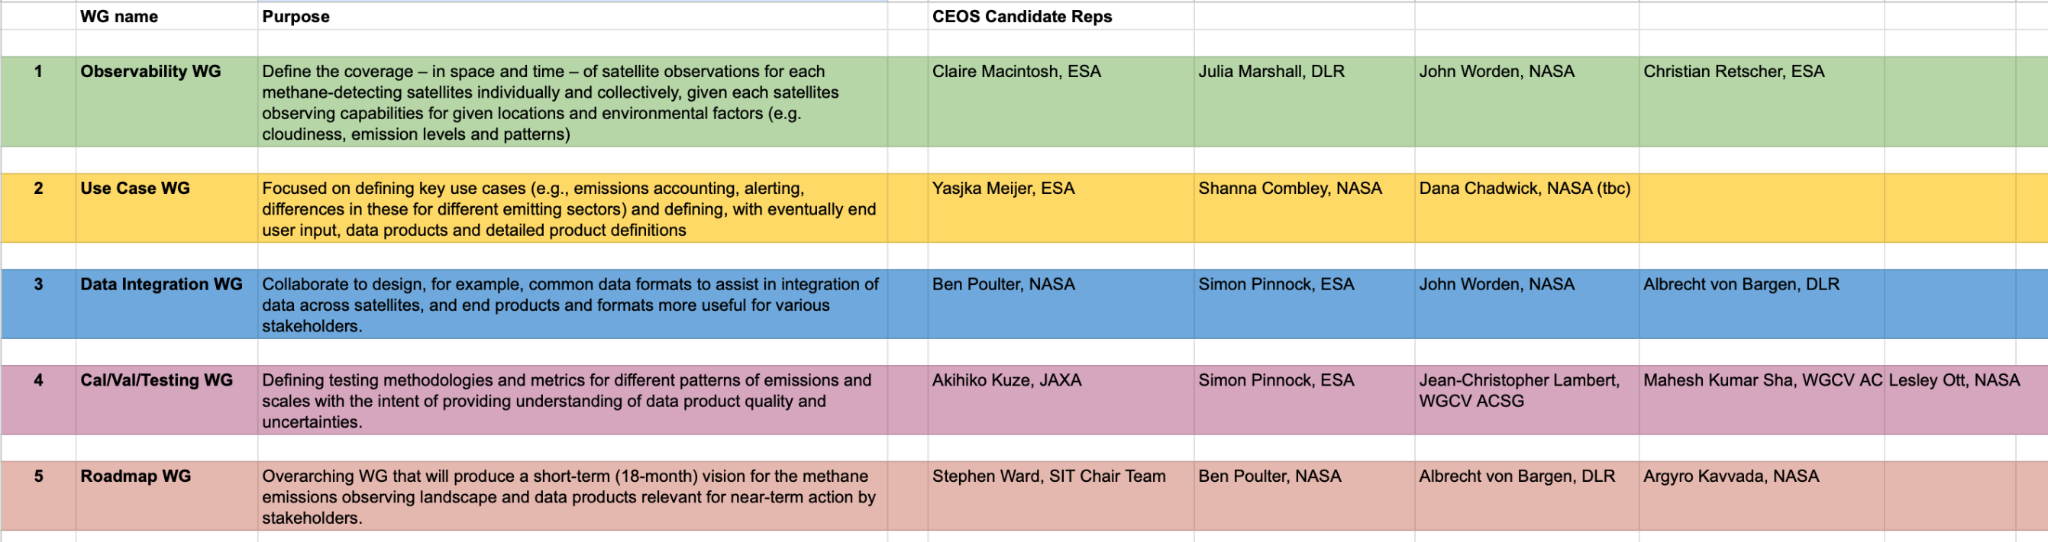 WG name Purpose CEOS Candidate Reps
1 Observability WG Define the coverage – in space and time – of satellite observations for each Claire Macintosh, ESA Julia Marshall, DLR John Worden, NASA Christian Retscher, ESA
methane-detecting satellites individually and collectively, given each satellites
observing capabilities for given locations and environmental factors (e.g.
cloudiness, emission levels and patterns)
2 Use Case WG Focused on defining key use cases (e.g., emissions accounting, alerting, Yasjka Meijer, ESA Shanna Combley, NASA Dana Chadwick, NASA (tbc)
differences in these for different emitting sectors) and defining, with eventually end
user input, data products and detailed product definitions
3 Data Integration WG Collaborate to design, for example, common data formats to assist in integration of Ben Poulter, NASA Simon Pinnock, ESA John Worden, NASA Albrecht von Bargen, DLR
data across satellites, and end products and formats more useful for various
stakeholders.
4 Cal/Val/Testing WG Defining testing methodologies and metrics for different patterns of emissions and Akihiko Kuze, JAXA Simon Pinnock, ESA Jean-Christopher Lambert, Mahesh Kumar Sha, WGCV AC Lesley Ott, NASA
scales with the intent of providing understanding of data product quality and WGCV ACSG
uncertainties.
5 Roadmap WG Overarching WG that will produce a short-term (18-month) vision for the methane Stephen Ward, SIT Chair Team Ben Poulter, NASA Albrecht von Bargen, DLR Argyro Kavvada, NASA
emissions observing landscape and data products relevant for near-term action by
stakeholders.